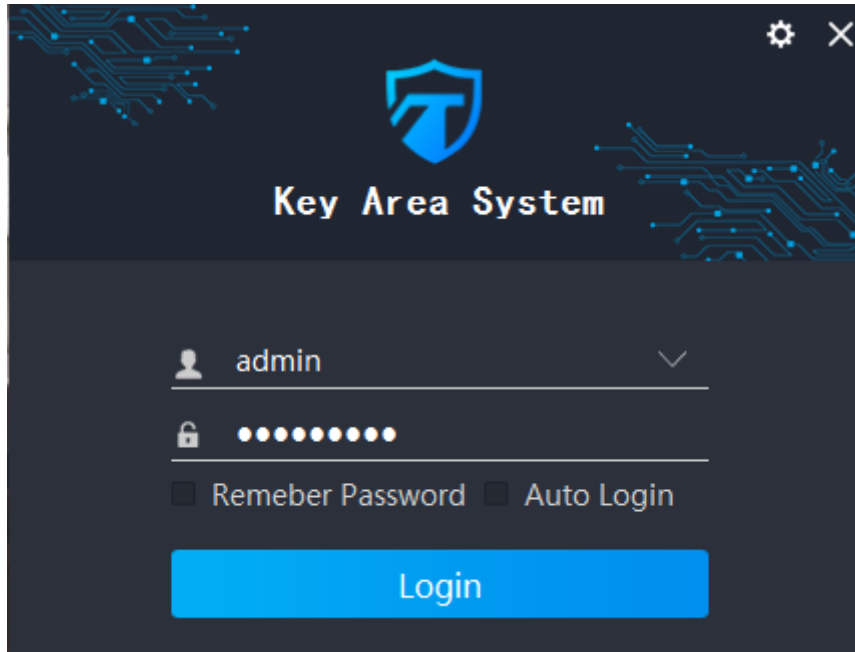 Key Area System
admin
●●●●●●●●●
Remeber Password Auto Login
Login